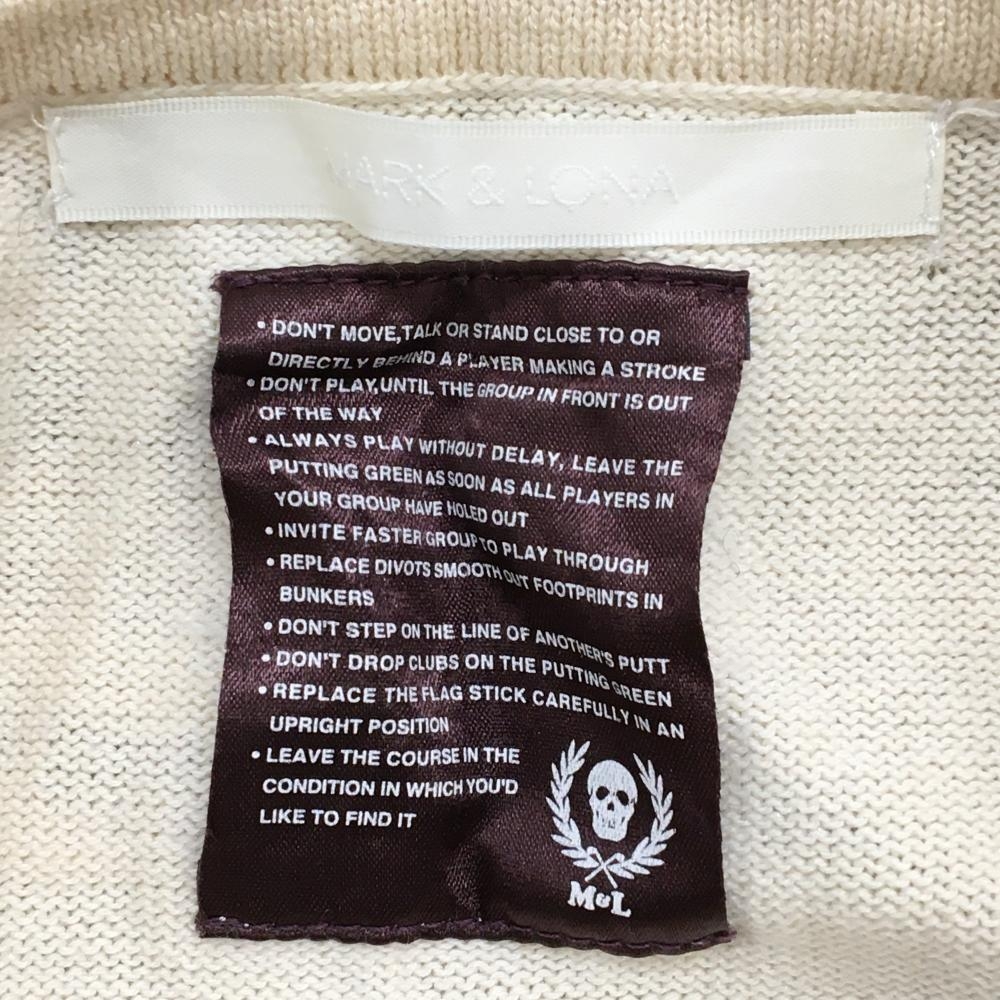 MARK & LONA
• DON'T MOVE,TALK OR STAND CLOSE TO OR
DIRECTLY BEHIND A PLAYER MAKING A STROKE
• DON'T PLAY,UNTIL THE GROUP IN FRONT IS OUT
OF THE WAY
• ALWAYS PLAY WITHOUT DELAY, LEAVE THE
PUTTING GREEN AS SOON AS ALL PLAYERS IN
YOUR GROUP HAVE HOLED OUT
• INVITE FASTER GROUP TO PLAY THROUGH
• REPLACE DIVOTS SMOOTH OUT FOOTPRINTS IN
BUNKERS
• DON'T STEP ON THE LINE OF ANOTHER'S PUTT
• DON'T DROP CLUBS ON THE PUTTING GREEN
• REPLACE THE FLAG STICK CAREFULLY IN AN
UPRIGHT POSITION
• LEAVE THE COURSE IN THE
CONDITION IN WHICH YOU'D
LIKE TO FIND IT
M&L